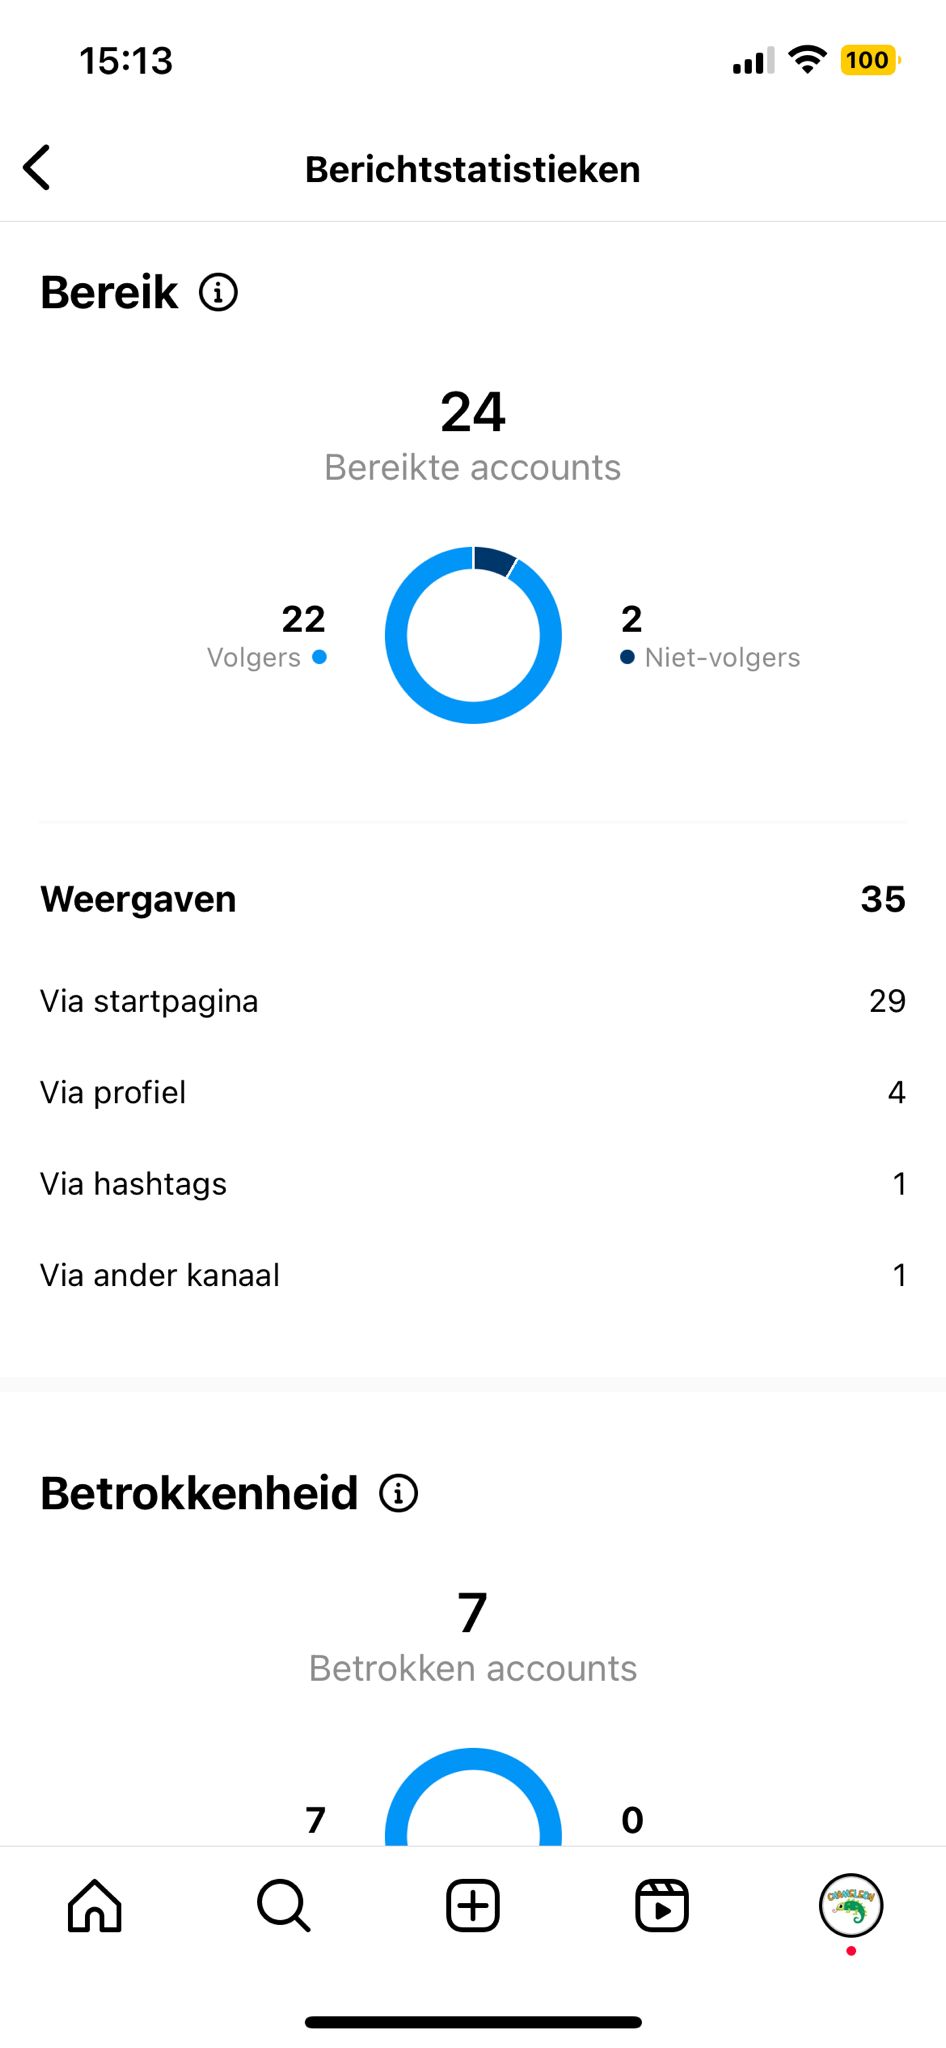 15:13
100
Berichtstatistieken
Bereik
24
Bereikte accounts
22
Volgers
2
Niet-volgers
Weergaven 35
Via startpagina 29
Via profiel 4
Via hashtags 1
Via ander kanaal 1
Betrokkenheid
7
Betrokken accounts
7
0
CHAMELEON